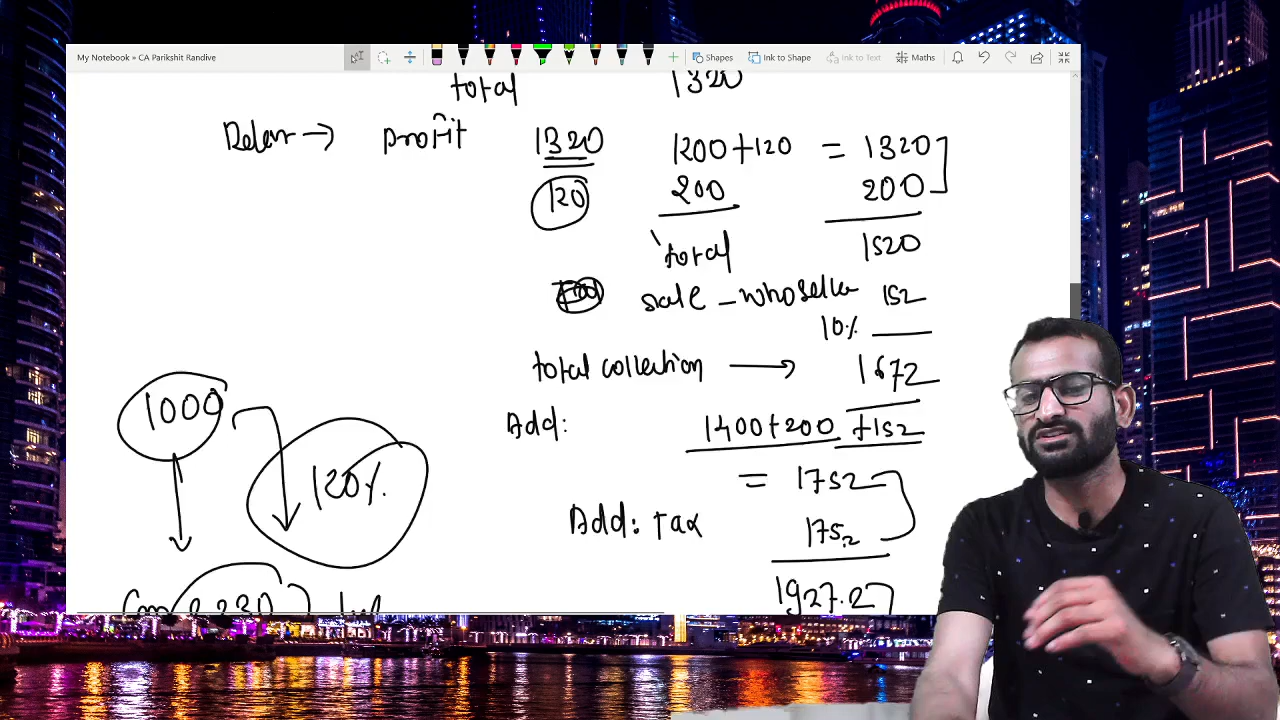 My Notebook » CA Parikshit Randive
Shapes
Ink to Shape
Ink to Text
Maths
total 1320
→ profit 1320 1200+120 = 1320
120 200 200
total 1520
sale - whoseller 152
10%
total collection → 1672
1000
Add: 1400+200 +152
120%
= 1752
Add: Tax 175.2
1927.2